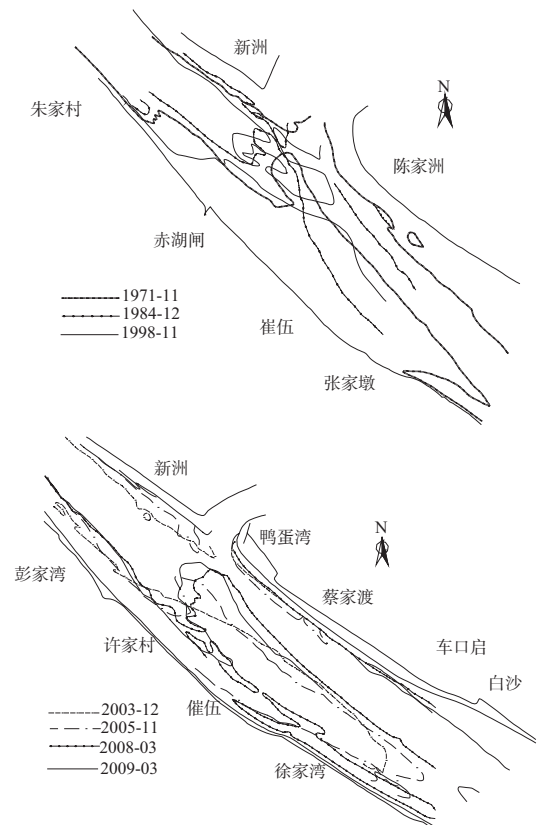 新洲
N
朱家村
陈家洲
赤湖闸
1971-11
1984-12
1998-11
崔伍
张家墩
新洲
鸭蛋湾
N
彭家湾
蔡家渡
许家村
车口启
白沙
2003-12
催伍
2005-11
2008-03
2009-03
徐家湾